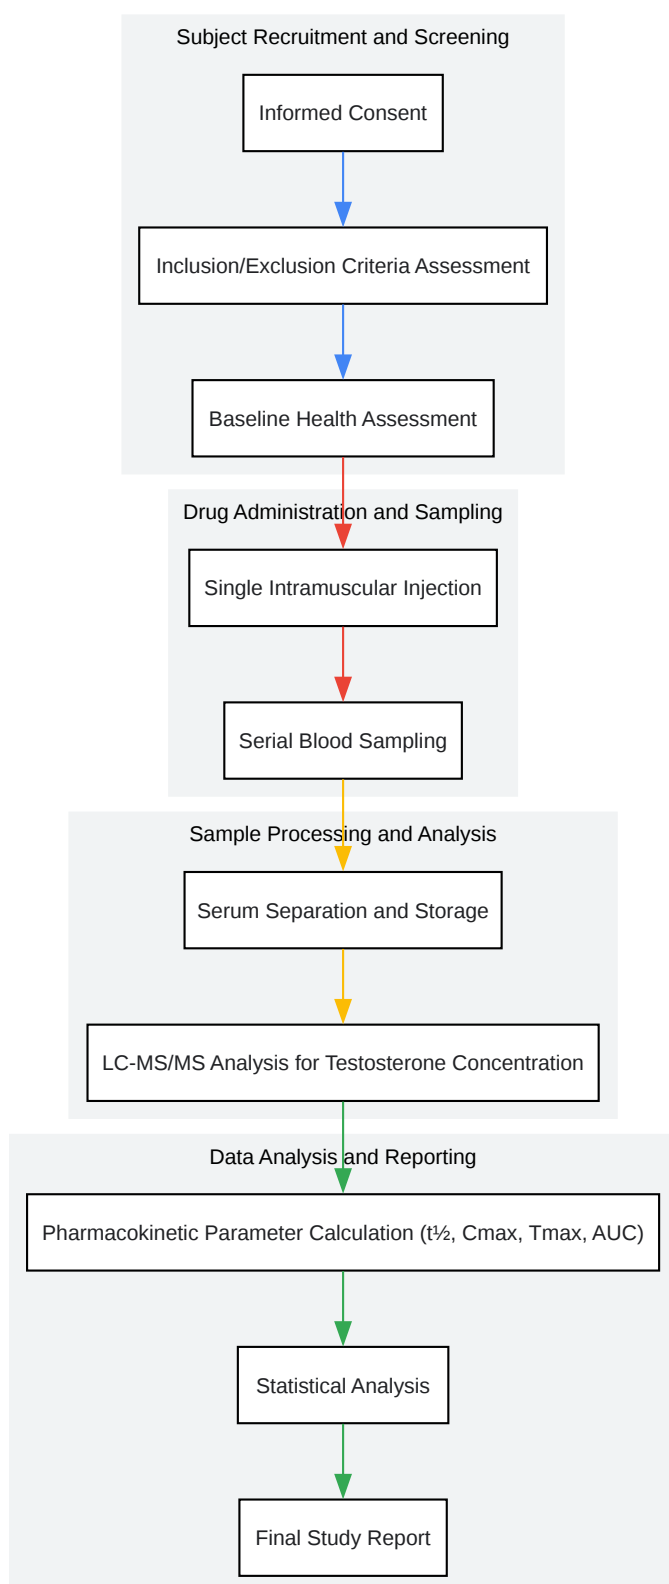 Subject Recruitment and Screening
Informed Consent
Inclusion/Exclusion Criteria Assessment
Baseline Health Assessment
Drug Administration and Sampling
Single Intramuscular Injection
Serial Blood Sampling
Sample Processing and Analysis
Serum Separation and Storage
LC-MS/MS Analysis for Testosterone Concentration
Data Analysis and Reporting
Pharmacokinetic Parameter Calculation (t½, Cmax, Tmax, AUC)
Statistical Analysis
Final Study Report